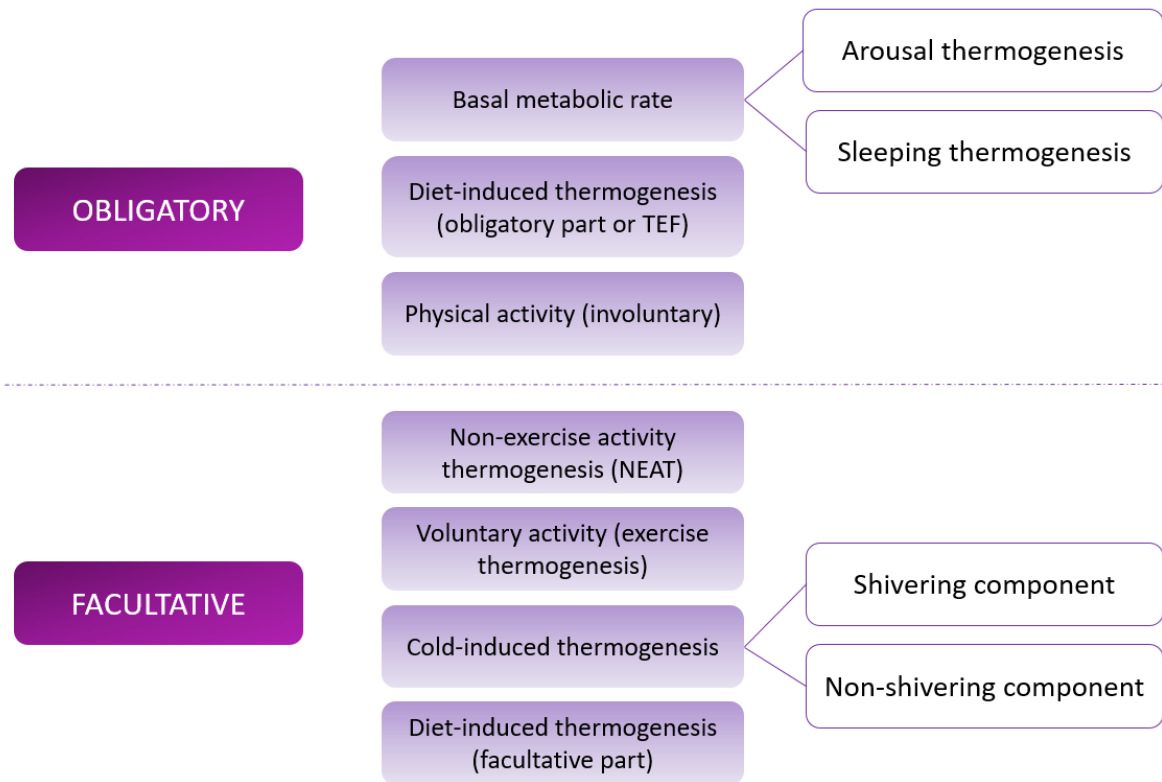 OBLIGATORY
Basal metabolic rate
Arousal thermogenesis
Sleeping thermogenesis
Diet-induced thermogenesis
(obligatory part or TEF)
Physical activity (involuntary)
FACULTATIVE
Non-exercise activity
thermogenesis (NEAT)
Voluntary activity (exercise
thermogenesis)
Cold-induced thermogenesis
Shivering component
Non-shivering component
Diet-induced thermogenesis
(facultative part)